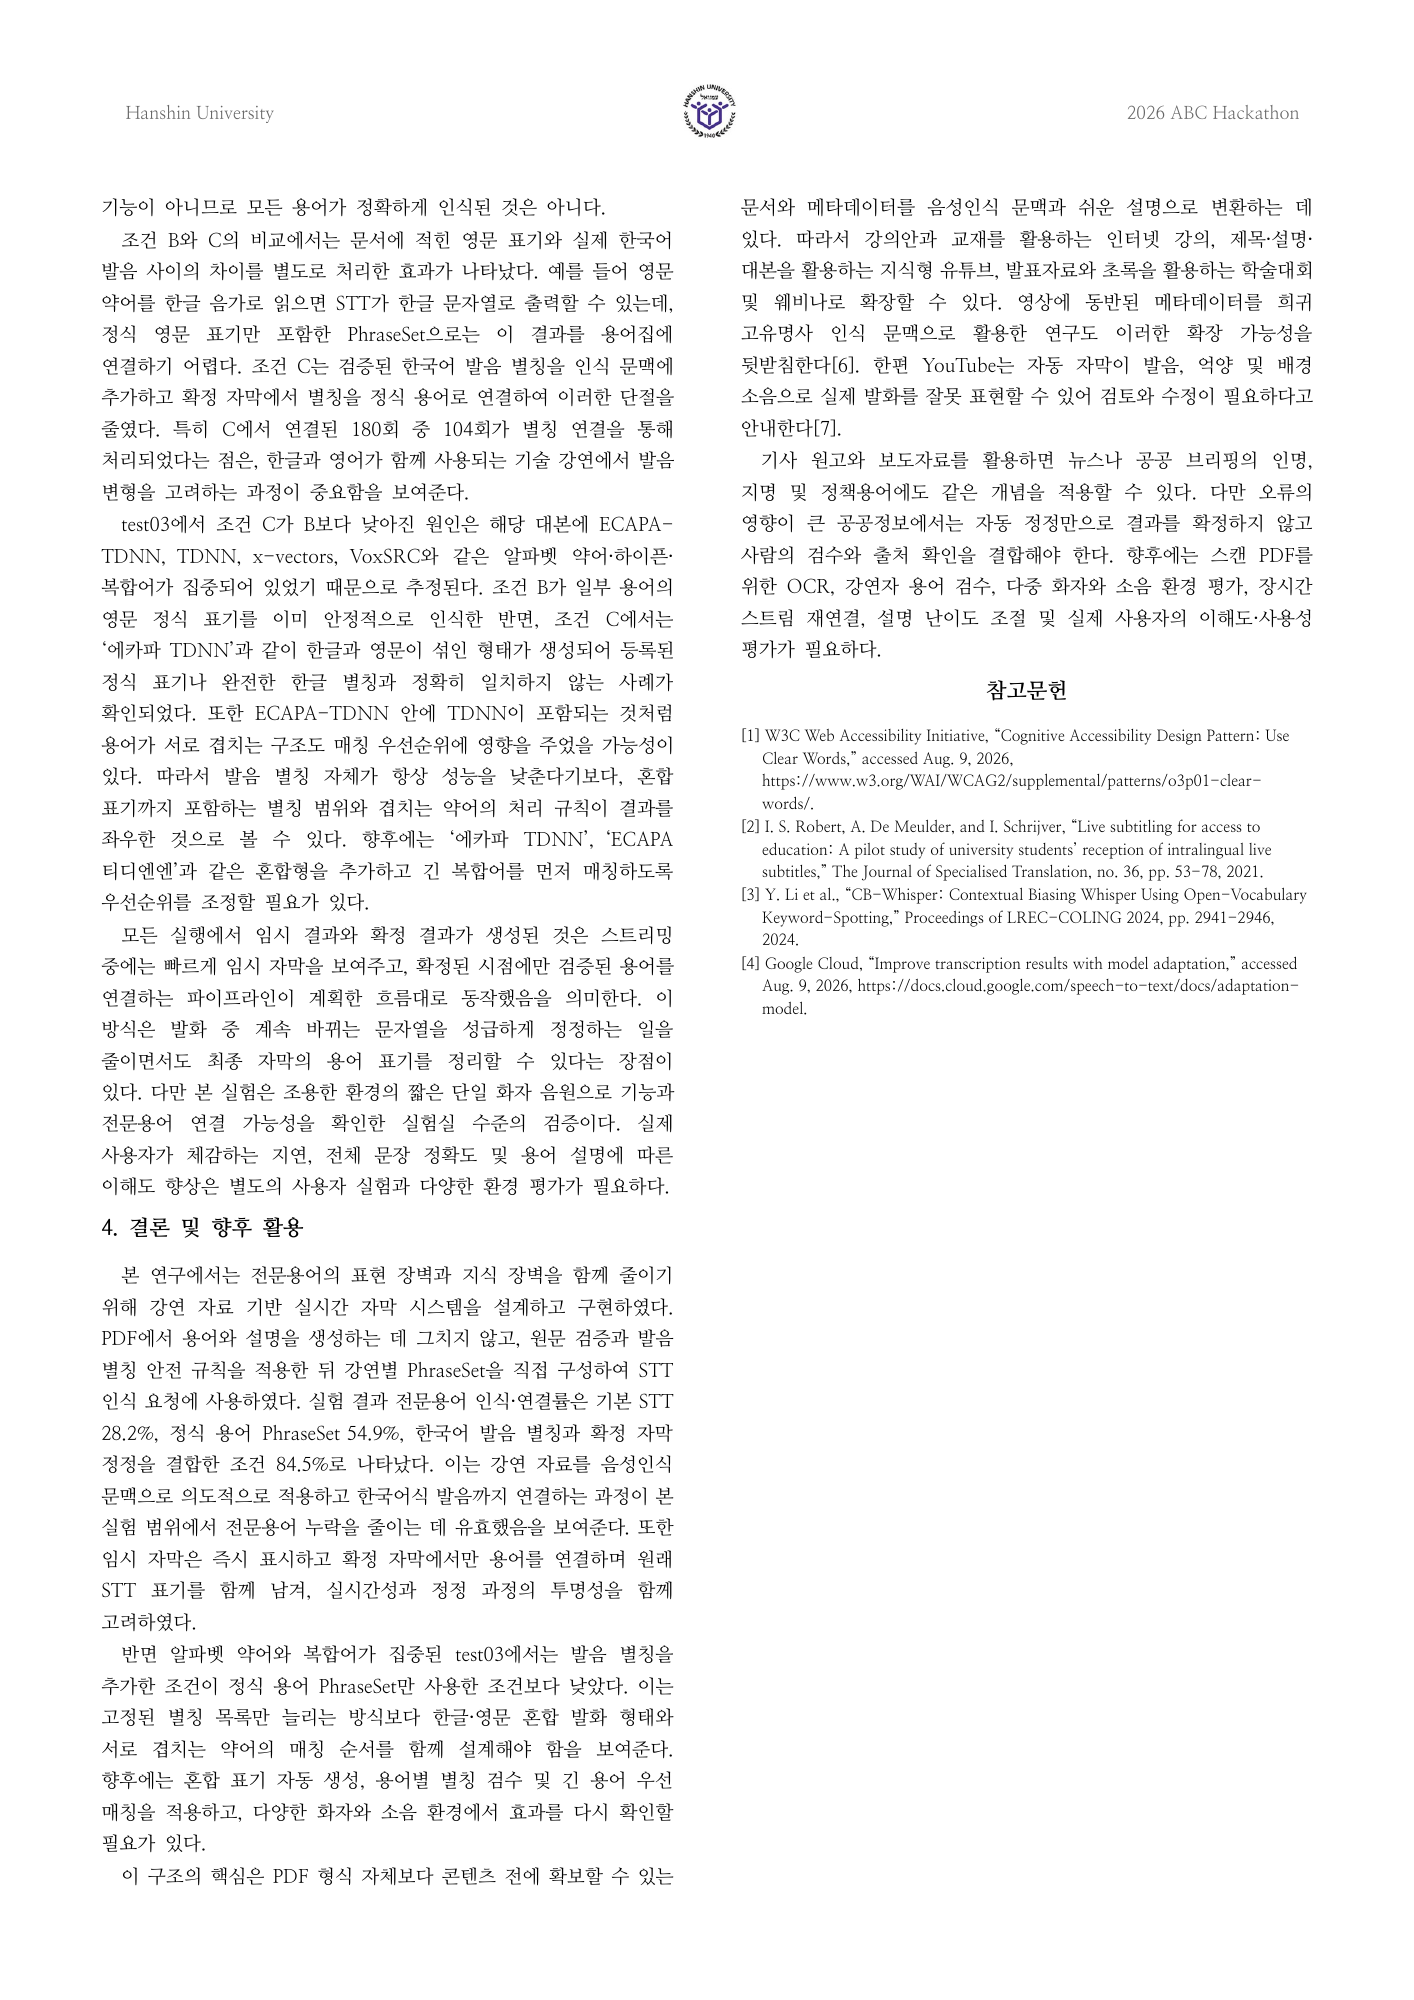 Hanshin University
HANSHIN UNIVERSITY
1940
2026 ABC Hackathon
기능이 아니므로 모든 용어가 정확하게 인식된 것은 아니다.
조건 B와 C의 비교에서는 문서에 적힌 영문 표기와 실제 한국어
발음 사이의 차이를 별도로 처리한 효과가 나타났다. 예를 들어 영문
약어를 한글 음가로 읽으면 STT가 한글 문자열로 출력할 수 있는데,
정식 영문 표기만 포함한 PhraseSet으로는 이 결과를 용어집에
연결하기 어렵다. 조건 C는 검증된 한국어 발음 별칭을 인식 문맥에
추가하고 확정 자막에서 별칭을 정식 용어로 연결하여 이러한 단절을
줄였다. 특히 C에서 연결된 180회 중 104회가 별칭 연결을 통해
처리되었다는 점은, 한글과 영어가 함께 사용되는 기술 강연에서 발음
변형을 고려하는 과정이 중요함을 보여준다.
test03에서 조건 C가 B보다 낮아진 원인은 해당 대본에 ECAPA-
TDNN, TDNN, x-vectors, VoxSRC와 같은 알파벳 약어·하이픈·
복합어가 집중되어 있었기 때문으로 추정된다. 조건 B가 일부 용어의
영문 정식 표기를 이미 안정적으로 인식한 반면, 조건 C에서는
‘에카파 TDNN’과 같이 한글과 영문이 섞인 형태가 생성되어 등록된
정식 표기나 완전한 한글 별칭과 정확히 일치하지 않는 사례가
확인되었다. 또한 ECAPA-TDNN 안에 TDNN이 포함되는 것처럼
용어가 서로 겹치는 구조도 매칭 우선순위에 영향을 주었을 가능성이
있다. 따라서 발음 별칭 자체가 항상 성능을 낮춘다기보다, 혼합
표기까지 포함하는 별칭 범위와 겹치는 약어의 처리 규칙이 결과를
좌우한 것으로 볼 수 있다. 향후에는 ‘에카파 TDNN’, ‘ECAPA
티디엔엔’과 같은 혼합형을 추가하고 긴 복합어를 먼저 매칭하도록
우선순위를 조정할 필요가 있다.
모든 실행에서 임시 결과와 확정 결과가 생성된 것은 스트리밍
중에는 빠르게 임시 자막을 보여주고, 확정된 시점에만 검증된 용어를
연결하는 파이프라인이 계획한 흐름대로 동작했음을 의미한다. 이
방식은 발화 중 계속 바뀌는 문자열을 성급하게 정정하는 일을
줄이면서도 최종 자막의 용어 표기를 정리할 수 있다는 장점이
있다. 다만 본 실험은 조용한 환경의 짧은 단일 화자 음원으로 기능과
전문용어 연결 가능성을 확인한 실험실 수준의 검증이다. 실제
사용자가 체감하는 지연, 전체 문장 정확도 및 용어 설명에 따른
이해도 향상은 별도의 사용자 실험과 다양한 환경 평가가 필요하다.
4. 결론 및 향후 활용
본 연구에서는 전문용어의 표현 장벽과 지식 장벽을 함께 줄이기
위해 강연 자료 기반 실시간 자막 시스템을 설계하고 구현하였다.
PDF에서 용어와 설명을 생성하는 데 그치지 않고, 원문 검증과 발음
별칭 안전 규칙을 적용한 뒤 강연별 PhraseSet을 직접 구성하여 STT
인식 요청에 사용하였다. 실험 결과 전문용어 인식·연결률은 기본 STT
28.2%, 정식 용어 PhraseSet 54.9%, 한국어 발음 별칭과 확정 자막
정정을 결합한 조건 84.5%로 나타났다. 이는 강연 자료를 음성인식
문맥으로 의도적으로 적용하고 한국어식 발음까지 연결하는 과정이 본
실험 범위에서 전문용어 누락을 줄이는 데 유효했음을 보여준다. 또한
임시 자막은 즉시 표시하고 확정 자막에서만 용어를 연결하며 원래
STT 표기를 함께 남겨, 실시간성과 정정 과정의 투명성을 함께
고려하였다.
반면 알파벳 약어와 복합어가 집중된 test03에서는 발음 별칭을
추가한 조건이 정식 용어 PhraseSet만 사용한 조건보다 낮았다. 이는
고정된 별칭 목록만 늘리는 방식보다 한글·영문 혼합 발화 형태와
서로 겹치는 약어의 매칭 순서를 함께 설계해야 함을 보여준다.
향후에는 혼합 표기 자동 생성, 용어별 별칭 검수 및 긴 용어 우선
매칭을 적용하고, 다양한 화자와 소음 환경에서 효과를 다시 확인할
필요가 있다.
이 구조의 핵심은 PDF 형식 자체보다 콘텐츠 전에 확보할 수 있는
문서와 메타데이터를 음성인식 문맥과 쉬운 설명으로 변환하는 데
있다. 따라서 강의안과 교재를 활용하는 인터넷 강의, 제목·설명·
대본을 활용하는 지식형 유튜브, 발표자료와 초록을 활용하는 학술대회
및 웨비나로 확장할 수 있다. 영상에 동반된 메타데이터를 희귀
고유명사 인식 문맥으로 활용한 연구도 이러한 확장 가능성을
뒷받침한다[6]. 한편 YouTube는 자동 자막이 발음, 억양 및 배경
소음으로 실제 발화를 잘못 표현할 수 있어 검토와 수정이 필요하다고
안내한다[7].
기사 원고와 보도자료를 활용하면 뉴스나 공공 브리핑의 인명,
지명 및 정책용어에도 같은 개념을 적용할 수 있다. 다만 오류의
영향이 큰 공공정보에서는 자동 정정만으로 결과를 확정하지 않고
사람의 검수와 출처 확인을 결합해야 한다. 향후에는 스캔 PDF를
위한 OCR, 강연자 용어 검수, 다중 화자와 소음 환경 평가, 장시간
스트림 재연결, 설명 난이도 조절 및 실제 사용자의 이해도·사용성
평가가 필요하다.
참고문헌
[1] W3C Web Accessibility Initiative, “Cognitive Accessibility Design Pattern: Use
Clear Words,” accessed Aug. 9, 2026,
https://www.w3.org/WAI/WCAG2/supplemental/patterns/o3p01-clear-
words/.
[2] I. S. Robert, A. De Meulder, and I. Schrijver, “Live subtitling for access to
education: A pilot study of university students’ reception of intralingual live
subtitles,” The Journal of Specialised Translation, no. 36, pp. 53-78, 2021.
[3] Y. Li et al., “CB-Whisper: Contextual Biasing Whisper Using Open-Vocabulary
Keyword-Spotting,” Proceedings of LREC-COLING 2024, pp. 2941-2946,
2024.
[4] Google Cloud, “Improve transcription results with model adaptation,” accessed
Aug. 9, 2026, https://docs.cloud.google.com/speech-to-text/docs/adaptation-
model.